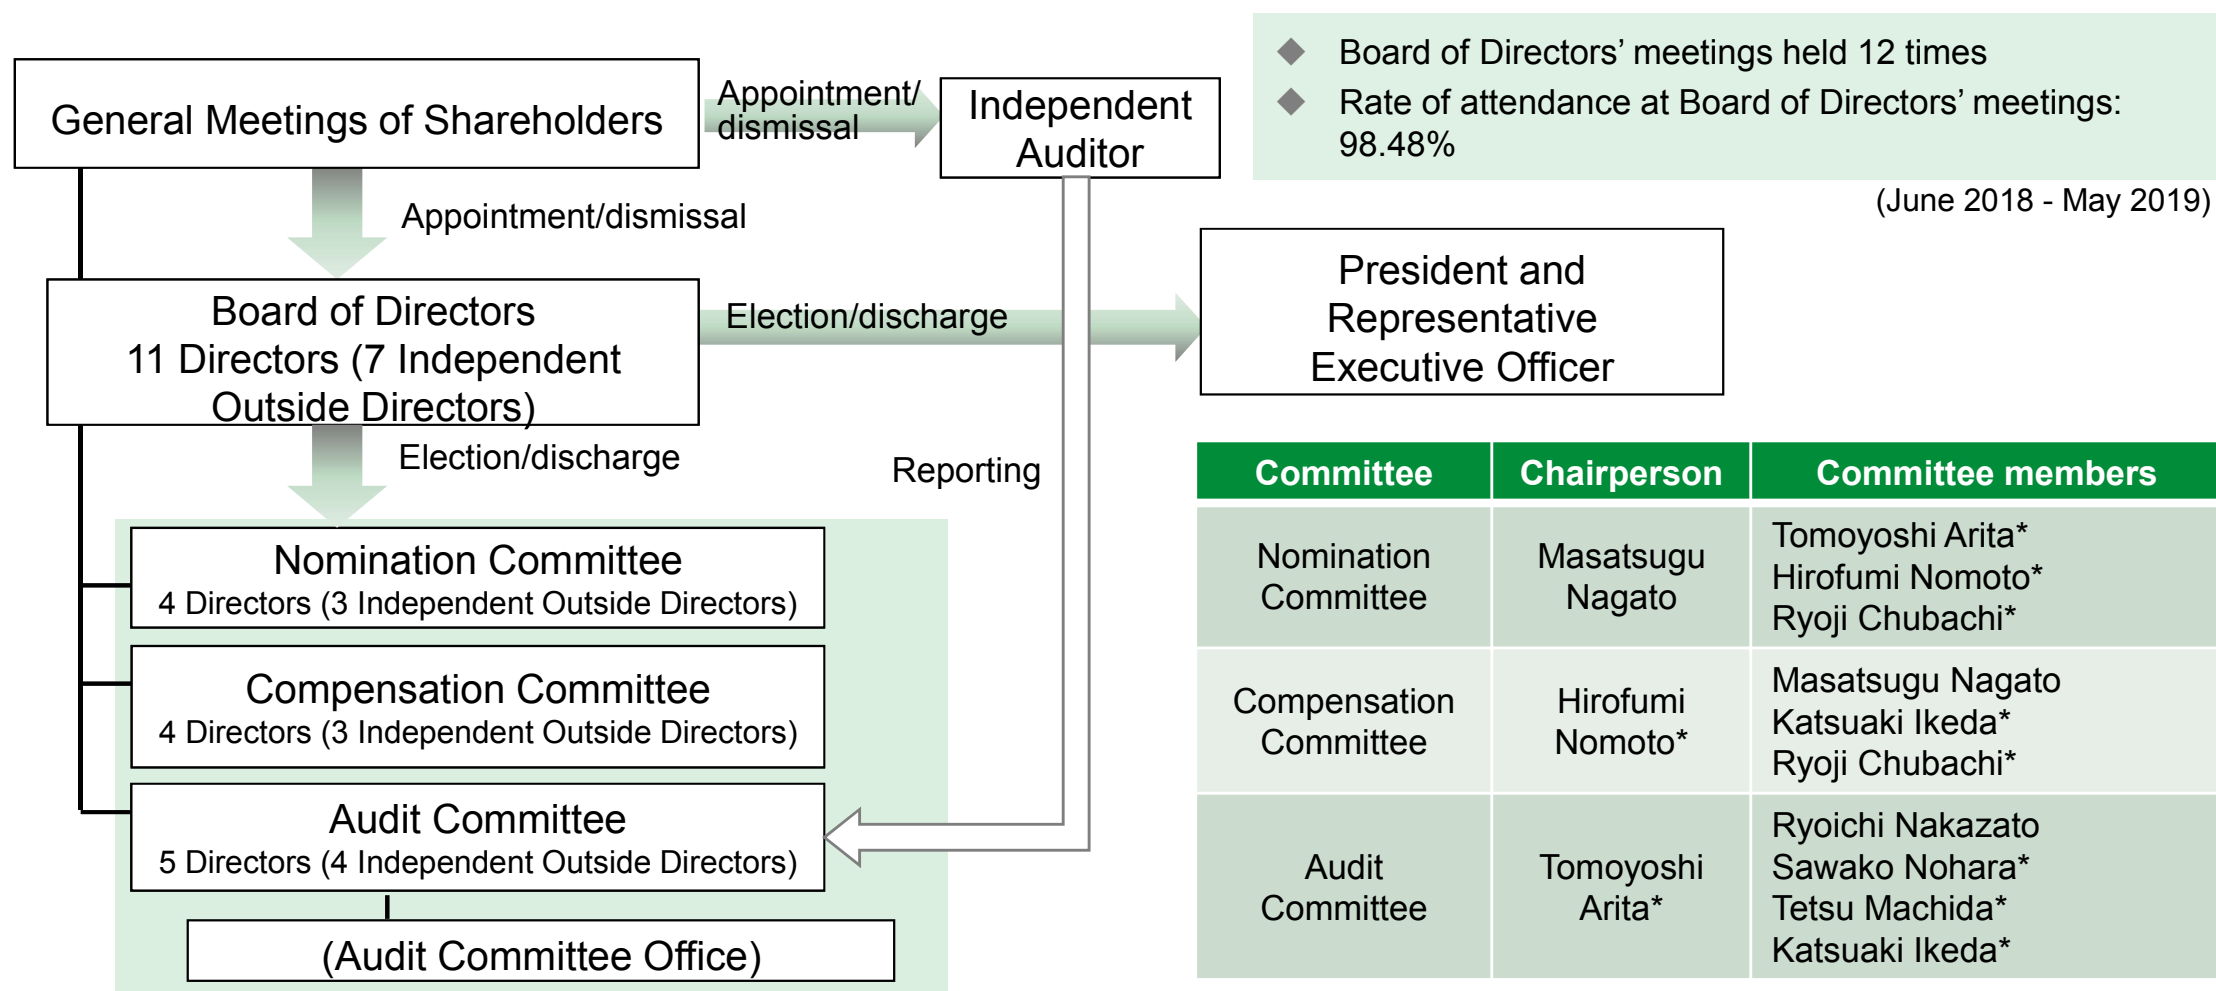 ◆ Board of Directors’ meetings held 12 times
◆ Rate of attendance at Board of Directors’ meetings:
98.48%
(June 2018 - May 2019)
General Meetings of Shareholders
Appointment/
dismissal
Independent
Auditor
Appointment/dismissal
Board of Directors
11 Directors (7 Independent
Outside Directors)
Election/discharge
President and
Representative
Executive Officer
Election/discharge
Reporting
Nomination Committee
4 Directors (3 Independent Outside Directors)
Compensation Committee
4 Directors (3 Independent Outside Directors)
Audit Committee
5 Directors (4 Independent Outside Directors)
(Audit Committee Office)
Committee Chairperson Committee members
Nomination
Committee
Masatsugu
Nagato
Tomoyoshi Arita*
Hirofumi Nomoto*
Ryoji Chubachi*
Compensation
Committee
Hirofumi
Nomoto*
Masatsugu Nagato
Katsuaki Ikeda*
Ryoji Chubachi*
Audit
Committee
Tomoyoshi
Arita*
Ryoichi Nakazato
Sawako Nohara*
Tetsu Machida*
Katsuaki Ikeda*